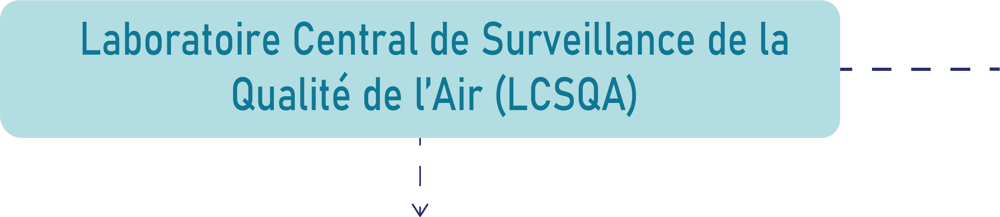 Laboratoire Central de Surveillance de la
Qualité de l’Air (LCSQA)